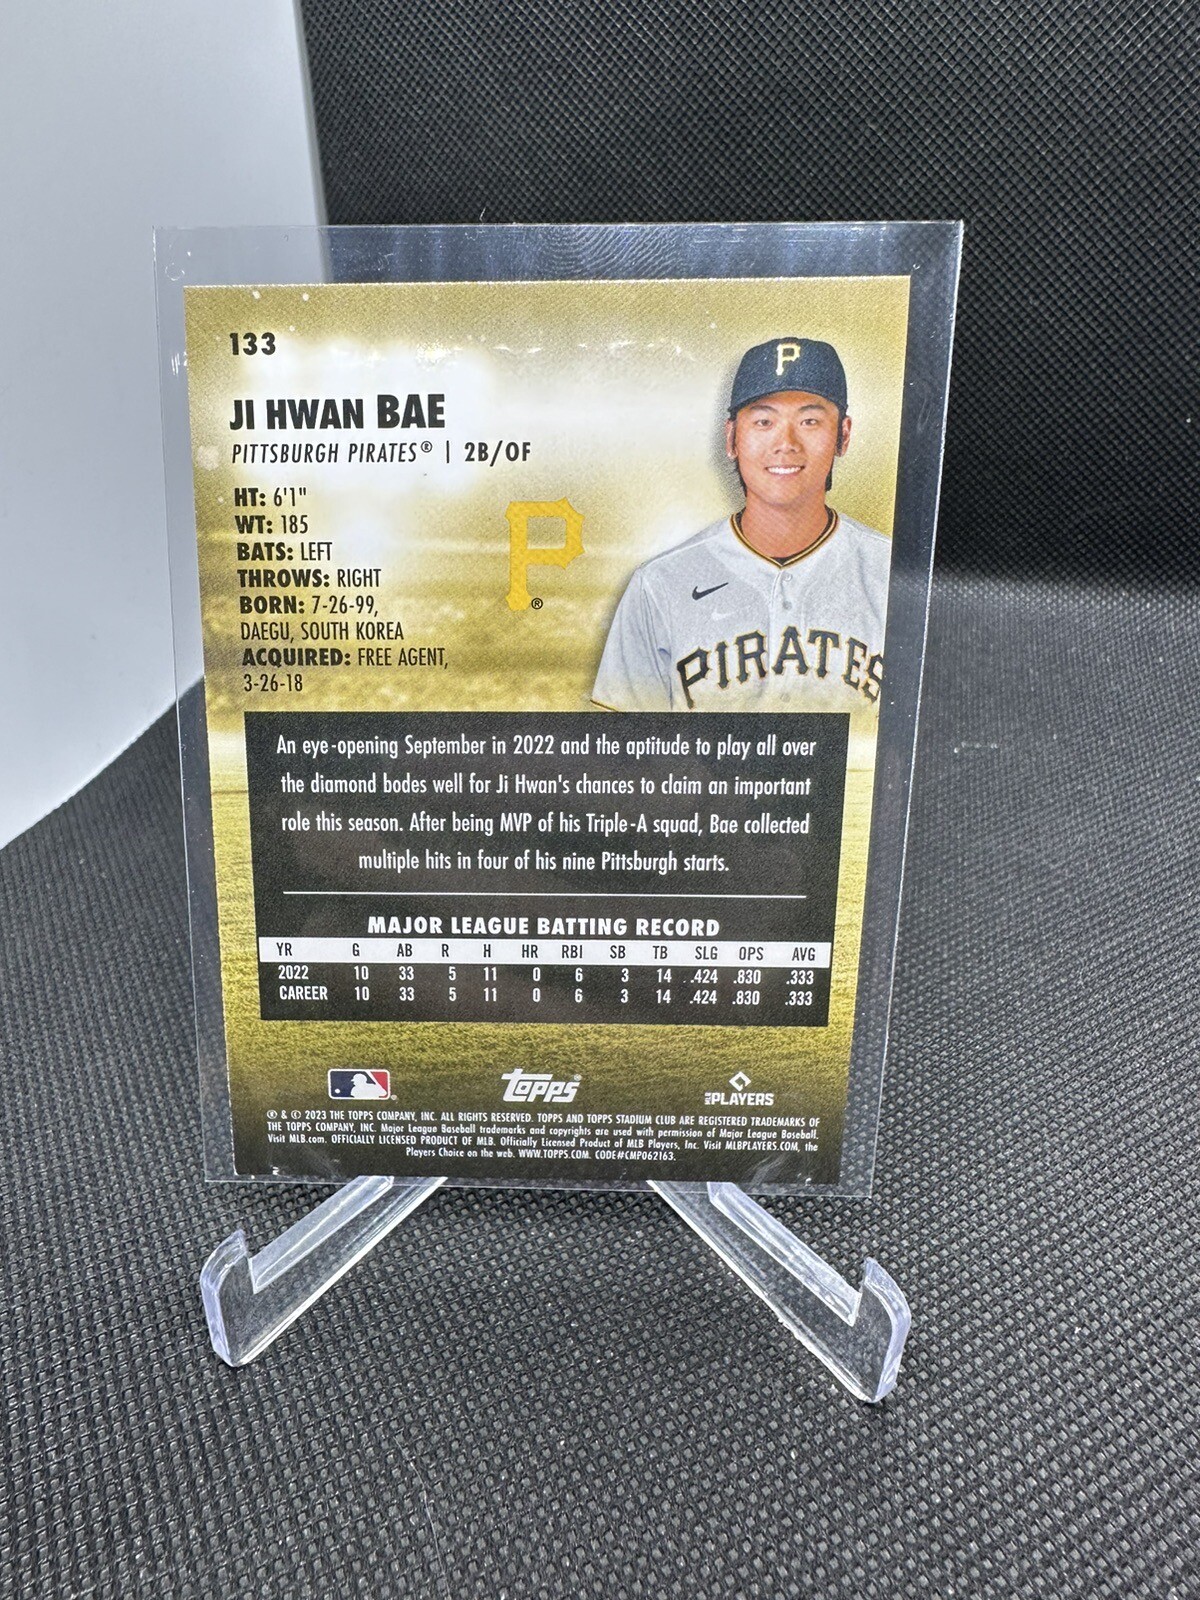 133
JI HWAN BAE
PITTSBURGH PIRATES® | 2B/OF
HT: 6'1"
WT: 185
BATS: LEFT
THROWS: RIGHT
BORN: 7-26-99,
DAEGU, SOUTH KOREA
ACQUIRED: FREE AGENT,
3-26-18
P
P®
PIRATES
An eye-opening September in 2022 and the aptitude to play all over
the diamond bodes well for Ji Hwan's chances to claim an important
role this season. After being MVP of his Triple-A squad, Bae collected
multiple hits in four of his nine Pittsburgh starts.
MAJOR LEAGUE BATTING RECORD
YR G AB R H HR RBI SB TB SLG OPS AVG
2022 10 33 5 11 0 6 3 14 .424 .830 .333
CAREER 10 33 5 11 0 6 3 14 .424 .830 .333
topps®
MLB PLAYERS
® & © 2023 THE TOPPS COMPANY, INC. ALL RIGHTS RESERVED. TOPPS AND TOPPS STADIUM CLUB ARE REGISTERED TRADEMARKS OF
THE TOPPS COMPANY, INC. Major League Baseball trademarks and copyrights are used with permission of Major League Baseball.
Visit MLB.com. OFFICIALLY LICENSED PRODUCT OF MLB. Officially Licensed Product of MLB Players, Inc. Visit MLBPLAYERS.COM, the
Players Choice on the web. WWW.TOPPS.COM. CODE#CMP062163.